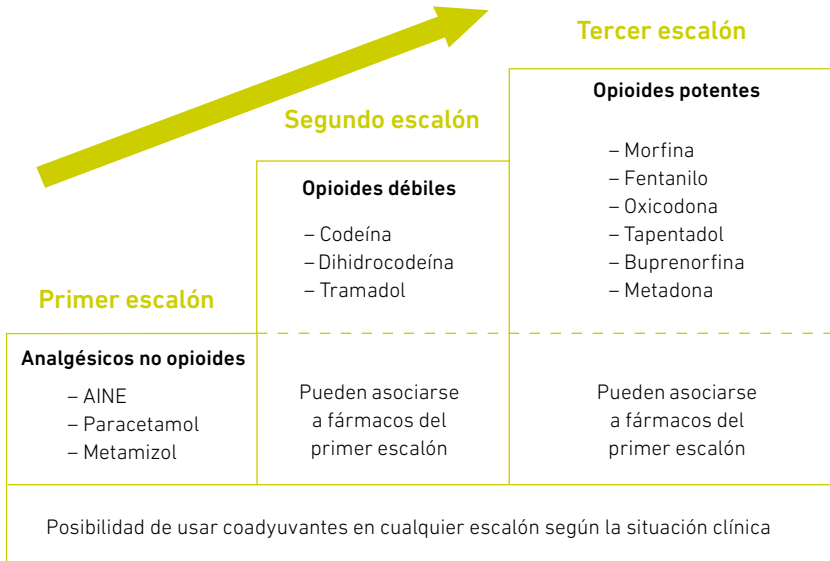 Primer escalón
Analgésicos no opioides
– AINE
– Paracetamol
– Metamizol
Segundo escalón
Opioides débiles
– Codeína
– Dihidrocodeína
– Tramadol
Pueden asociarse
a fármacos del
primer escalón
Tercer escalón
Opioides potentes
– Morfina
– Fentanilo
– Oxicodona
– Tapentadol
– Buprenorfina
– Metadona
Pueden asociarse
a fármacos del
primer escalón
Posibilidad de usar coadyuvantes en cualquier escalón según la situación clínica